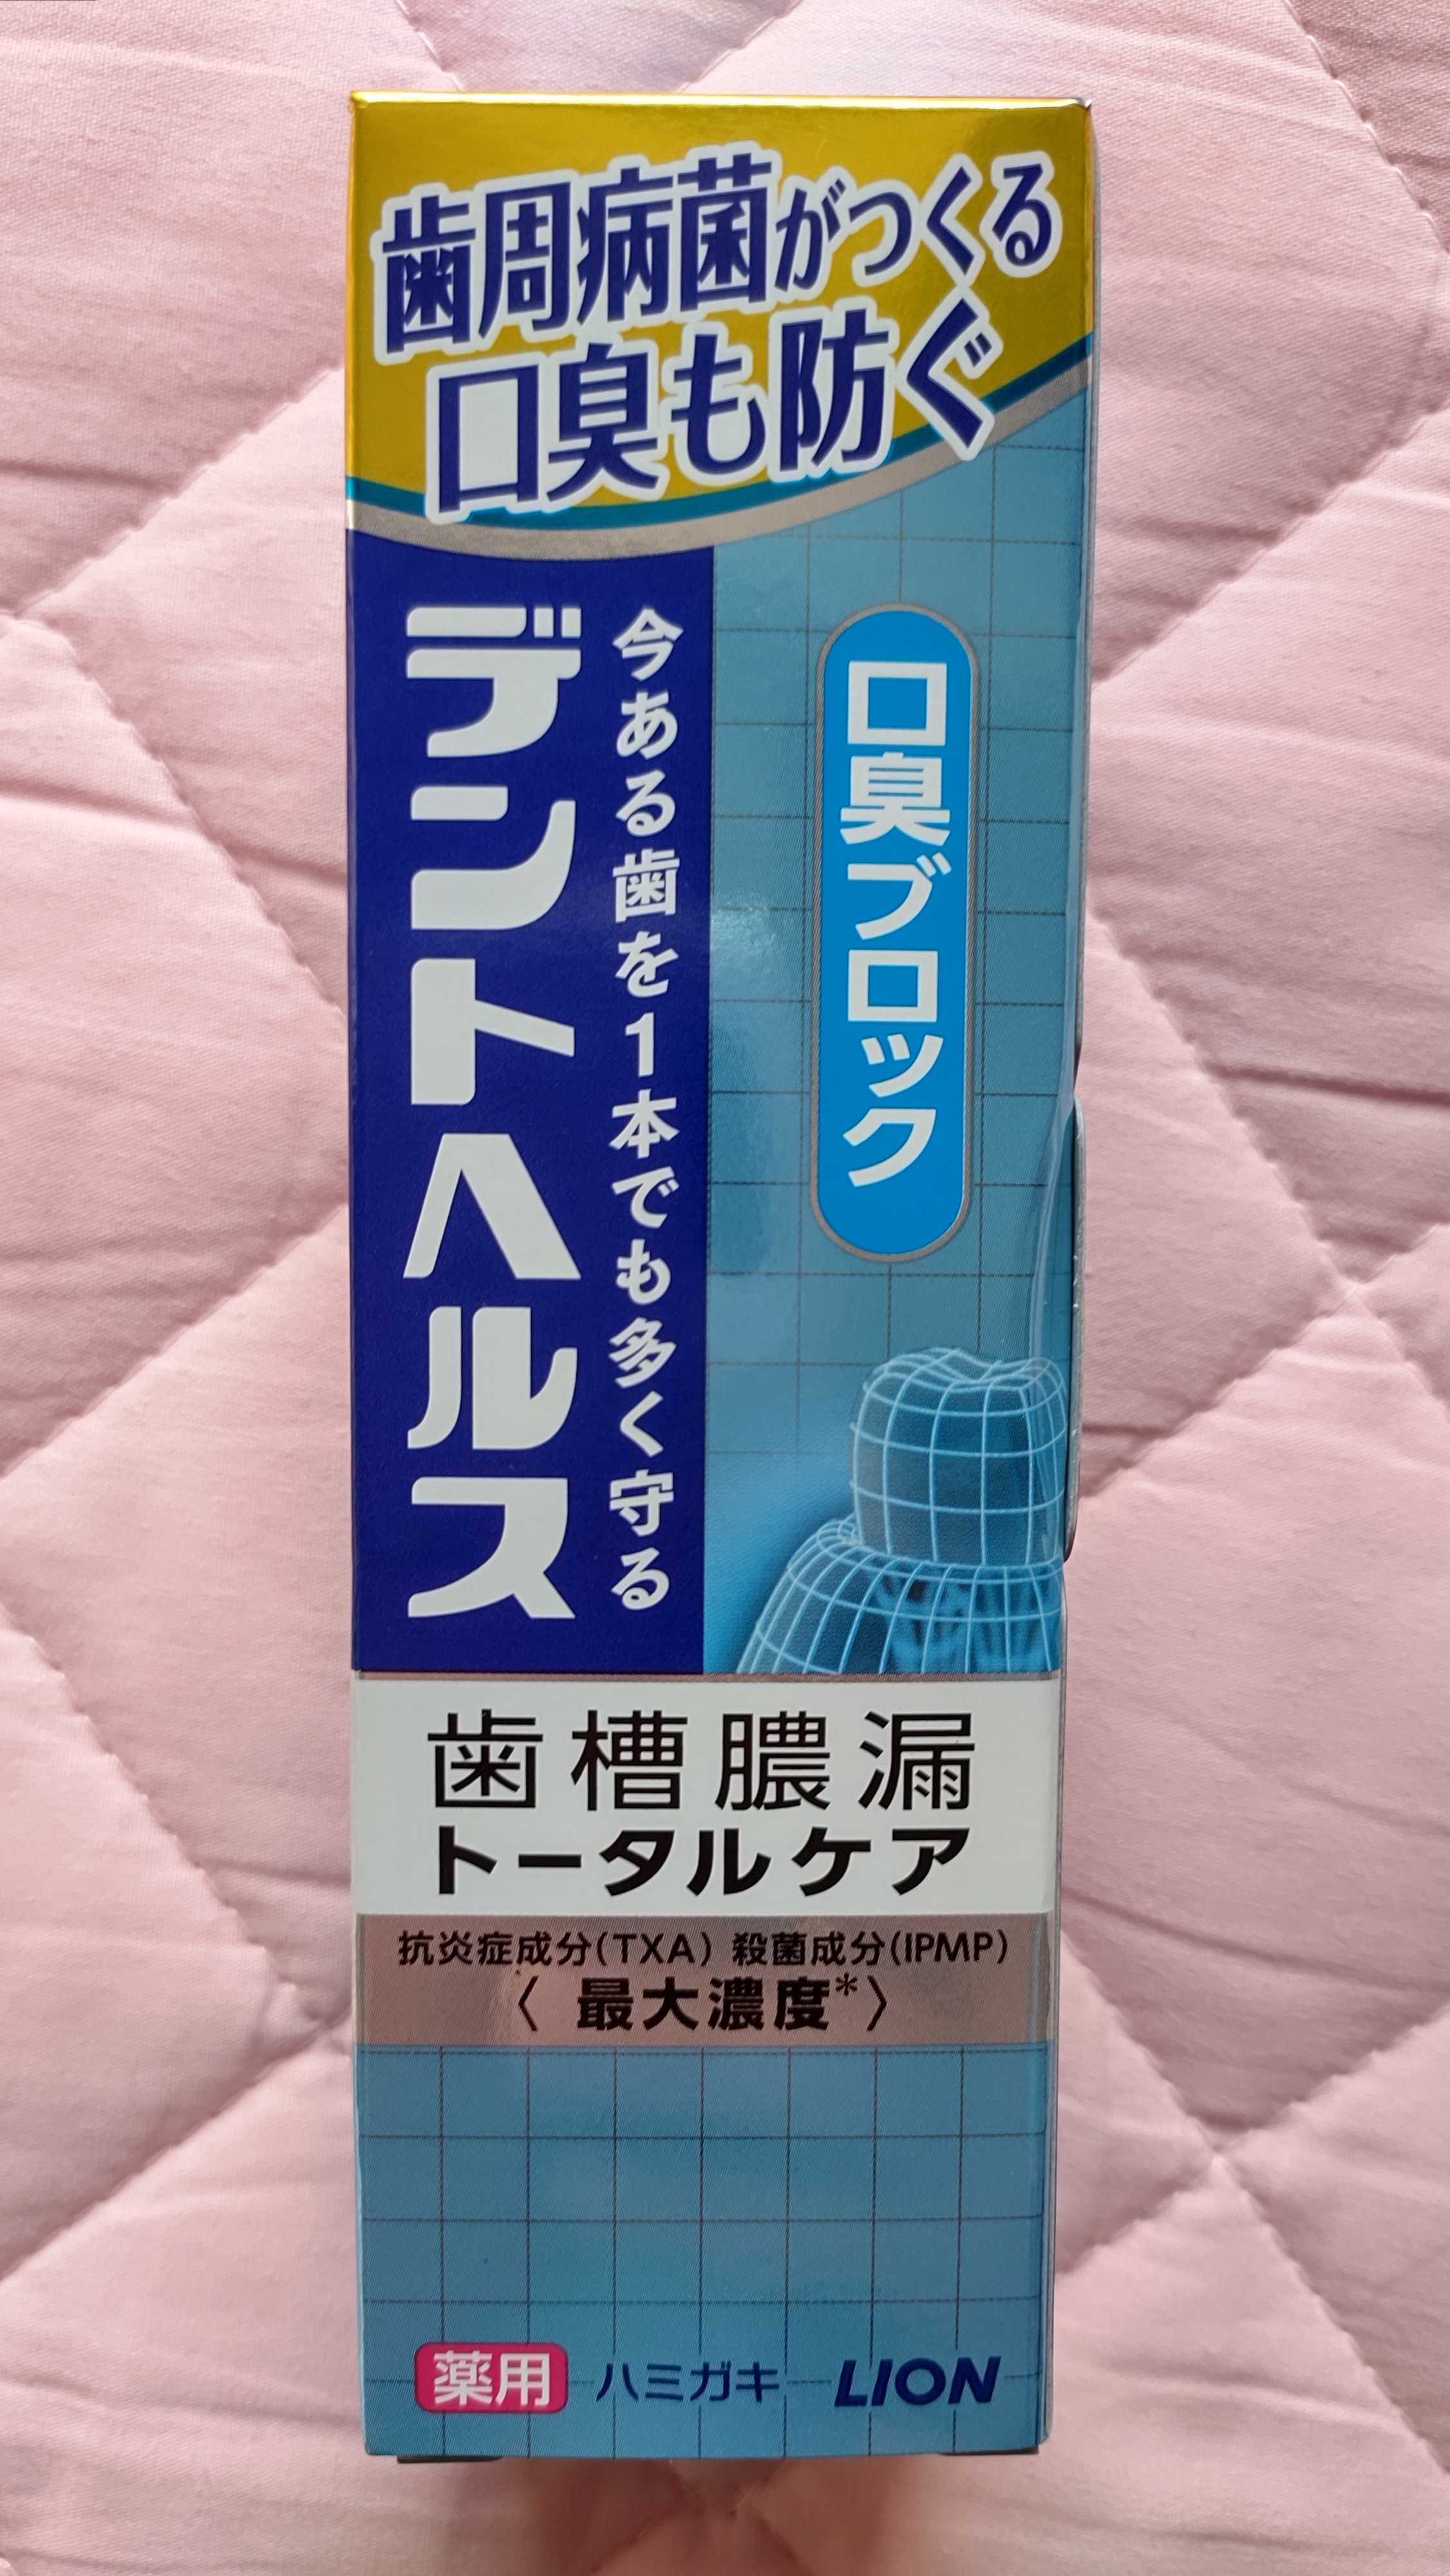 歯周病菌がつくる
口臭も防ぐ
デントヘルス
今ある歯を1本でも多く守る
口臭ブロック
歯槽膿漏
トータルケア
抗炎症成分(TXA) 殺菌成分(IPMP)
〈 最大濃度*〉
薬用 ハミガキ LION